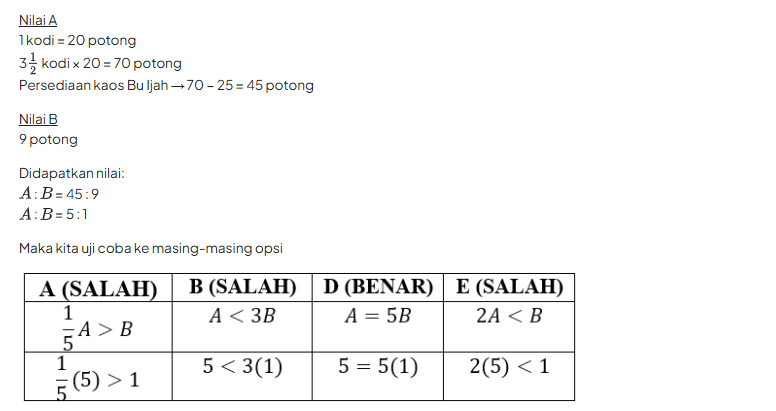 Nilai A
1 kodi = 20 potong
3 1/2 kodi × 20 = 70 potong
Persediaan kaos Bu Ijah → 70 – 25 = 45 potong
Nilai B
9 potong
Didapatkan nilai:
A : B = 45 : 9
A : B = 5 : 1
Maka kita uji coba ke masing-masing opsi
A (SALAH) B (SALAH) D (BENAR) E (SALAH)
1/5 A > B A < 3B A = 5B 2A < B
1/5 (5) > 1 5 < 3(1) 5 = 5(1) 2(5) < 1